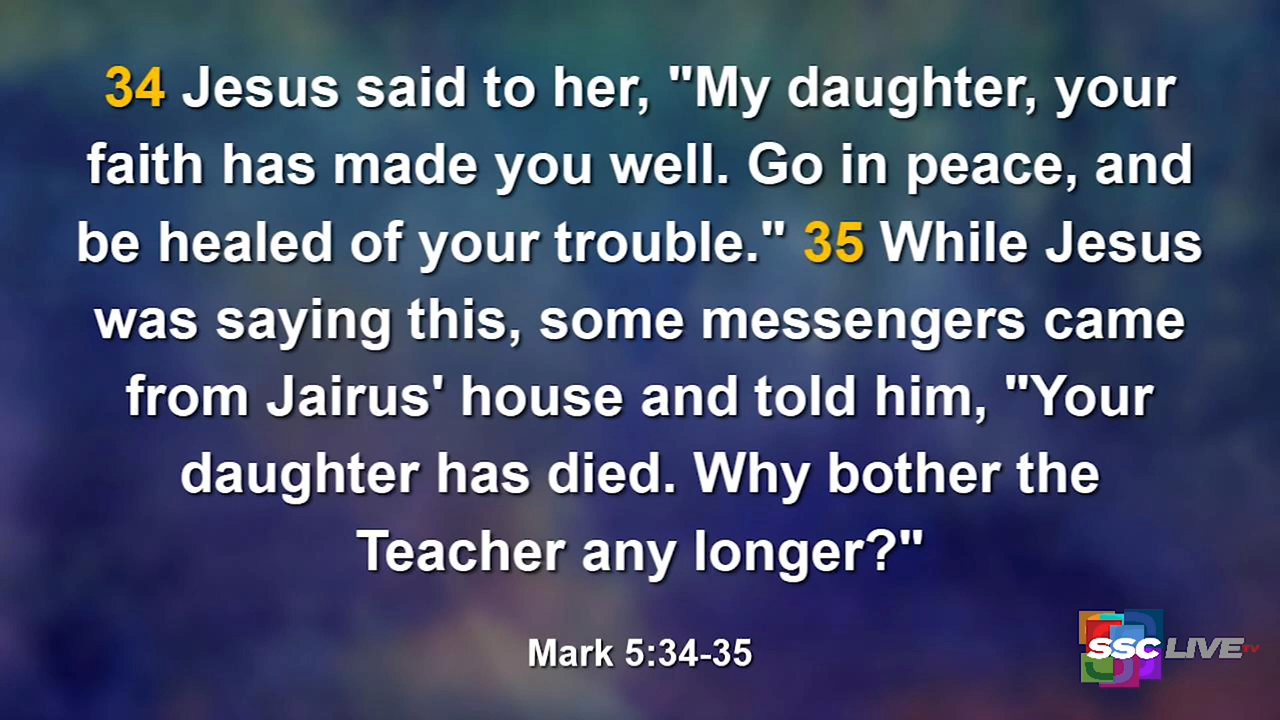 34 Jesus said to her, "My daughter, your
faith has made you well. Go in peace, and
be healed of your trouble." 35 While Jesus
was saying this, some messengers came
from Jairus' house and told him, "Your
daughter has died. Why bother the
Teacher any longer?"
Mark 5:34-35
SSC LIVE TV